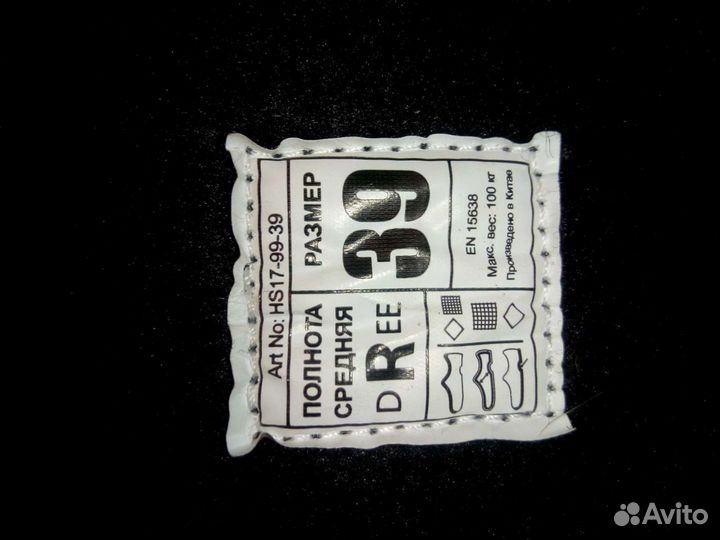 Art No: HS17-99-39
ПОЛНОТА
СРЕДНЯЯ
D R EE
РАЗМЕР
39
EN 15638
Макс. вес: 100 кг
Произведено в Китае
Avito